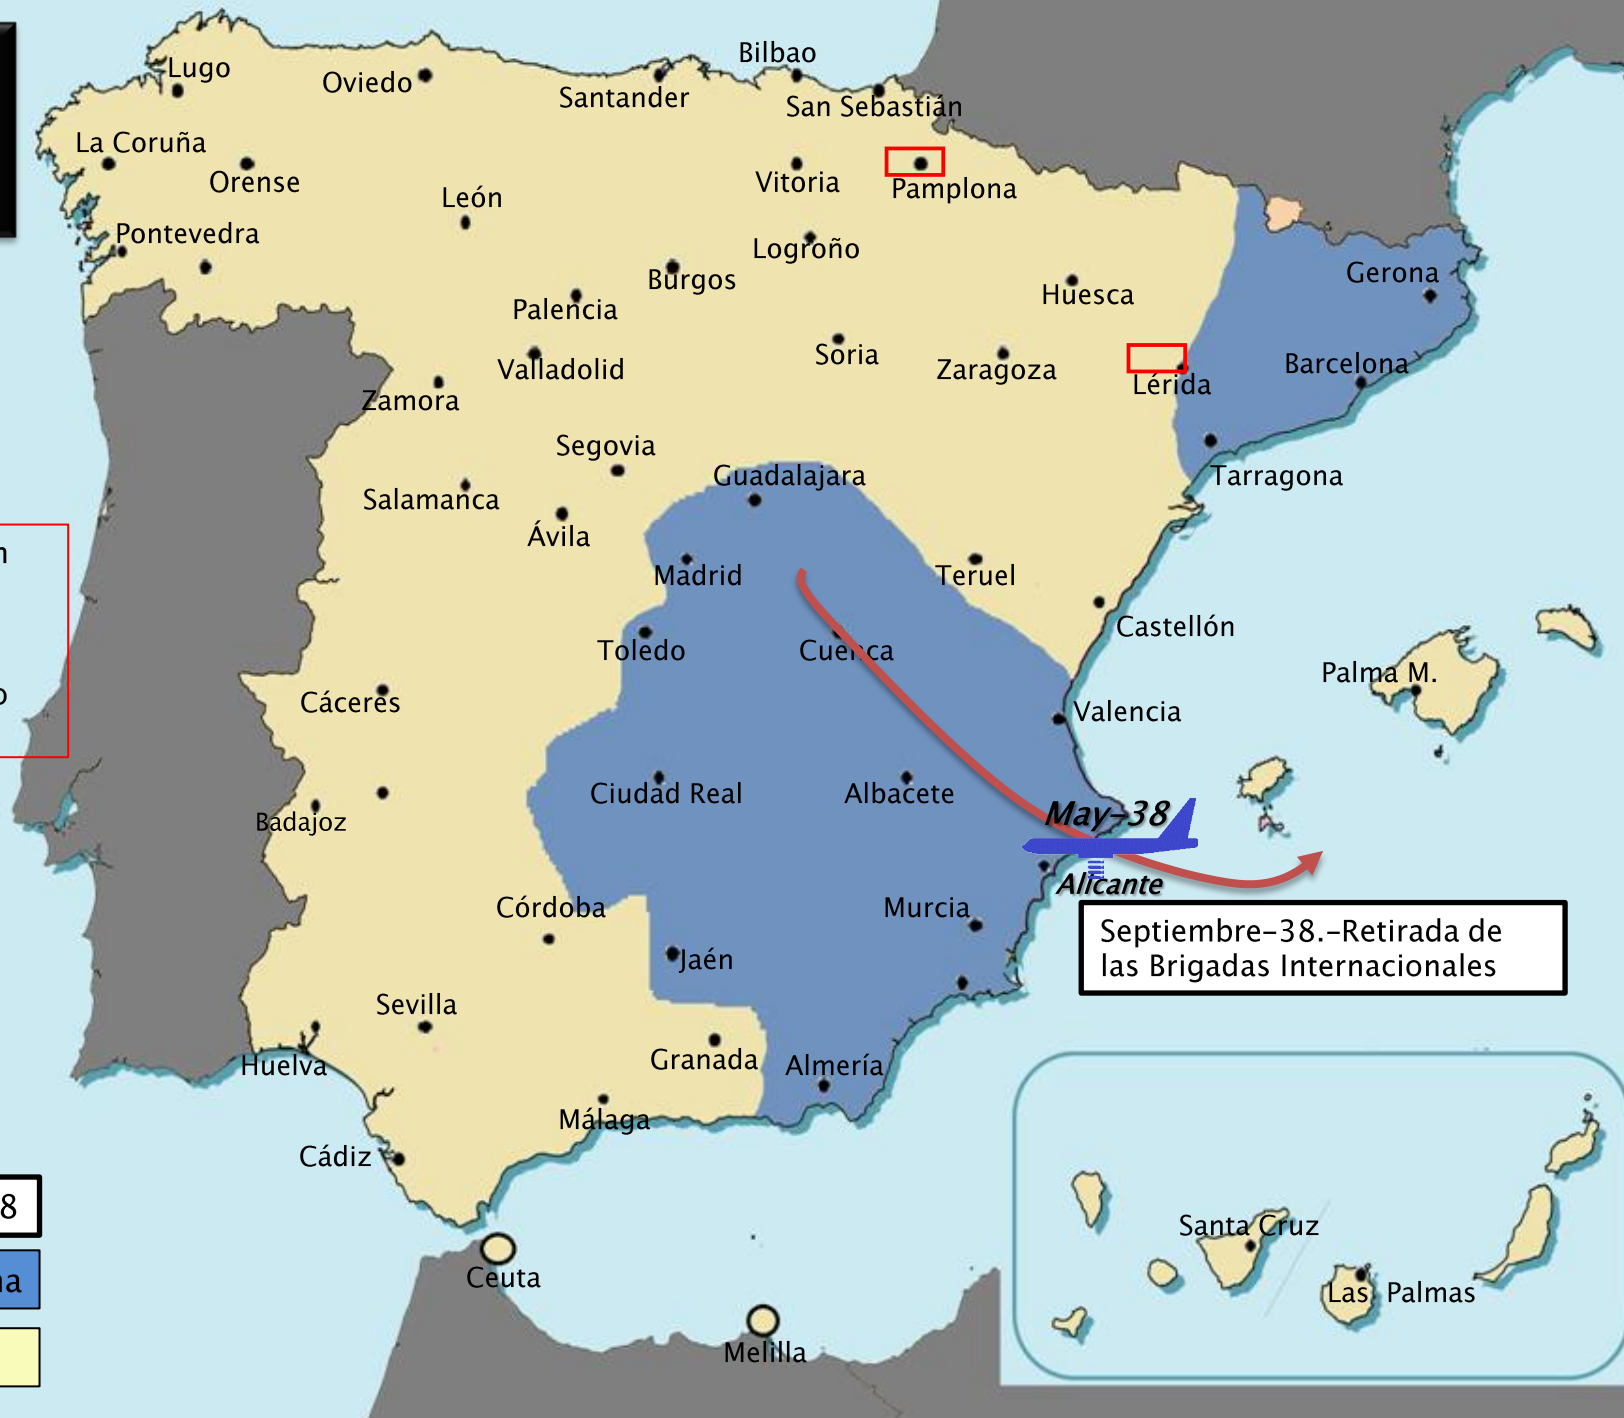 Bilbao
Lugo
Oviedo
Santander
San Sebastián
La Coruña
Orense
León
Vitoria
Pamplona
Pontevedra
Logroño
Burgos
Huesca
Gerona
Palencia
Soria
Valladolid
Zaragoza
Lérida
Barcelona
Zamora
Segovia
Guadalajara
Tarragona
Salamanca
Ávila
Madrid
Teruel
Castellón
Toledo
Cuenca
Palma M.
Cáceres
Valencia
Ciudad Real
Albacete
May-38
Badajoz
Alicante
Córdoba
Murcia
Septiembre-38.-Retirada de
las Brigadas Internacionales
Jaén
Sevilla
Granada
Almería
Huelva
Málaga
Cádiz
8
Santa Cruz
Ceuta
Las Palmas
Melilla